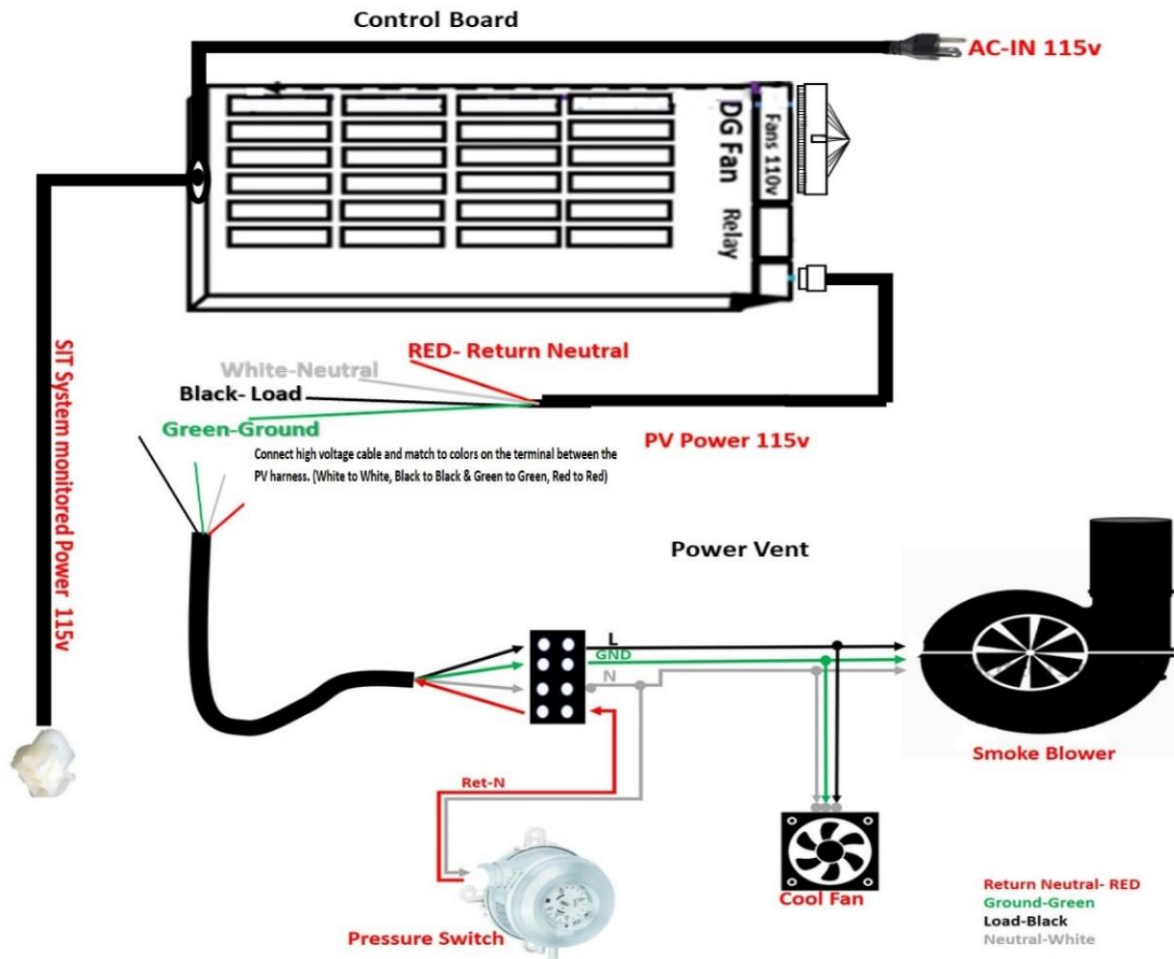 Control Board
AC-IN 115v
DG Fan
Fans 110v
Relay
SIT System monitored Power 115v
RED- Return Neutral
White-Neutral
Black- Load
Green-Ground
PV Power 115v
Connect high voltage cable and match to colors on the terminal between the
PV harness. (White to White, Black to Black & Green to Green, Red to Red)
Power Vent
L
GND
N
Smoke Blower
Ret-N
Cool Fan
Pressure Switch
Return Neutral- RED
Ground-Green
Load-Black
Neutral-White